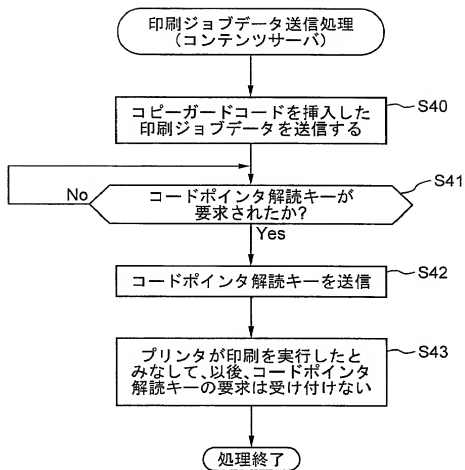 印刷ジョブデータ送信処理
(コンテンツサーバ)
コピーガードコードを挿入した
印刷ジョブデータを送信する
S40
コードポインタ解読キーが
要求されたか?
S41
No
Yes
コードポインタ解読キーを送信
S42
プリンタが印刷を実行したと
みなして、以後、コードポインタ
解読キーの要求は受け付けない
S43
処理終了